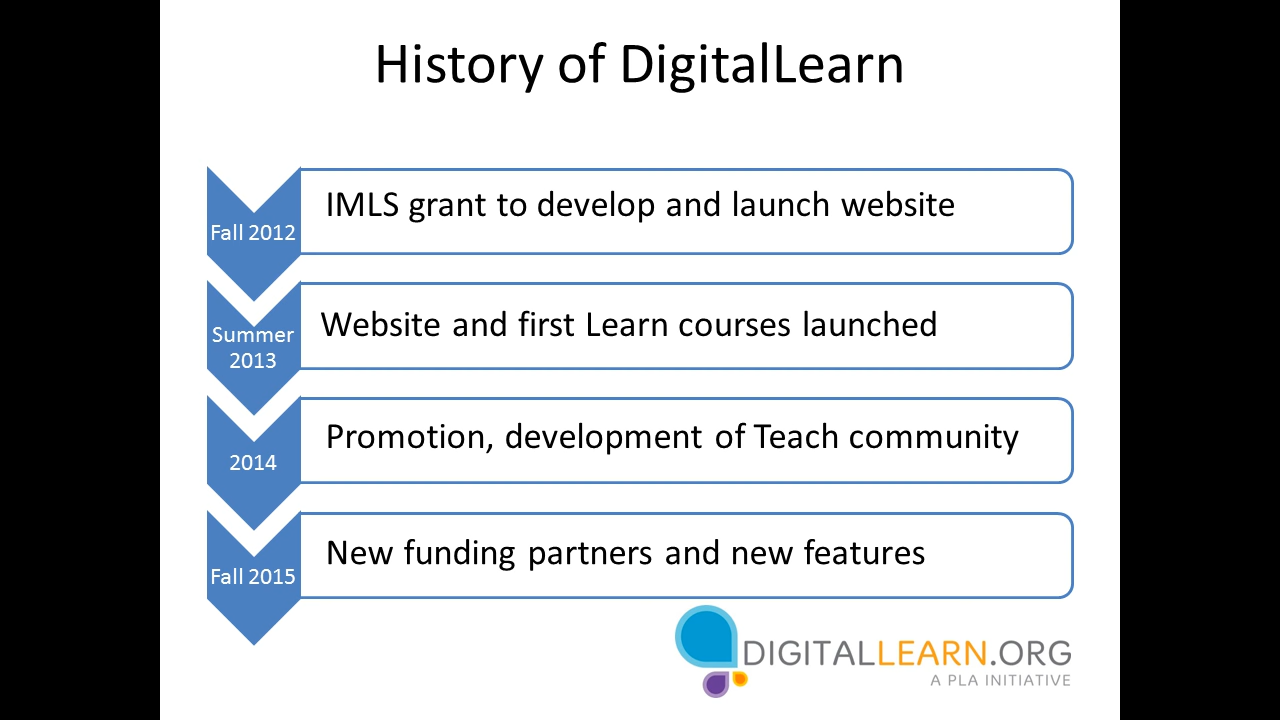 History of DigitalLearn
Fall 2012
IMLS grant to develop and launch website
Summer
2013
Website and first Learn courses launched
2014
Promotion, development of Teach community
Fall 2015
New funding partners and new features
DIGITALLEARN.ORG
A PLA INITIATIVE